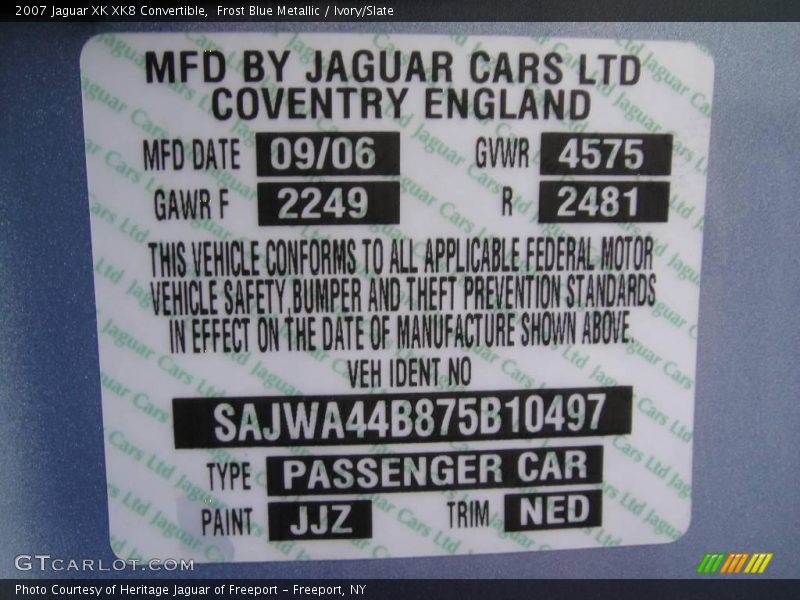 2007 Jaguar XK XK8 Convertible,  Frost Blue Metallic / Ivory/Slate
MFD BY JAGUAR CARS LTD
COVENTRY ENGLAND
MFD DATE 09/06 GVWR 4575
GAWR F 2249 R 2481
THIS VEHICLE CONFORMS TO ALL APPLICABLE FEDERAL MOTOR
VEHICLE SAFETY,BUMPER AND THEFT PREVENTION STANDARDS
IN EFFECT ON THE DATE OF MANUFACTURE SHOWN ABOVE.
VEH IDENT NO
SAJWA44B875B10497
TYPE PASSENGER CAR
PAINT JJZ TRIM NED
GTCARLOT.COM
Photo Courtesy of Heritage Jaguar of Freeport – Freeport, NY